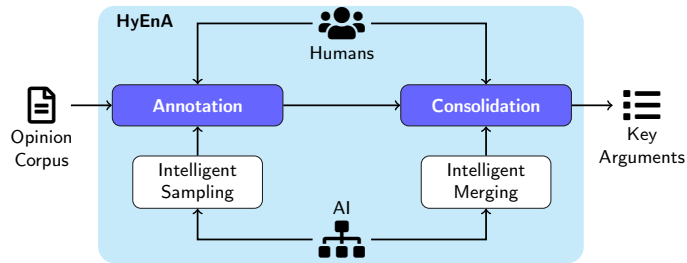 HyEnA
Humans
Annotation
Consolidation
Opinion
Corpus
Key
Arguments
Intelligent
Sampling
Intelligent
Merging
AI